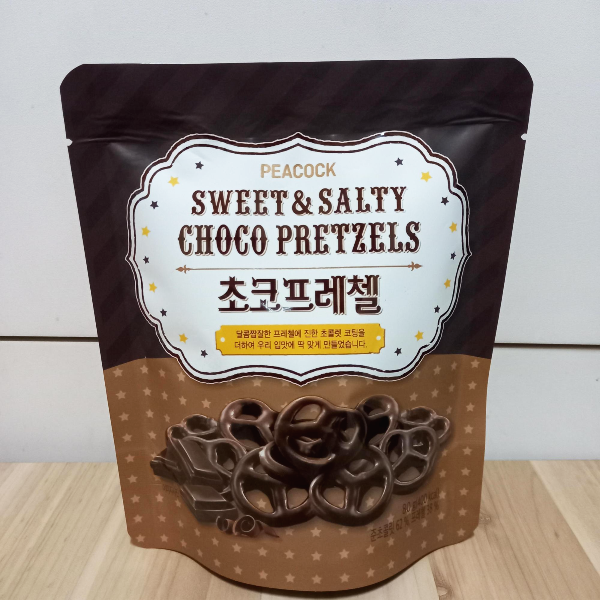 PEACOCK
SWEET & SALTY
CHOCO PRETZELS
초코프레첼
달콤짭짤한 프레첼에 진한 초콜렛 코팅을
더하여 우리 입맛에 딱 맞게 만들었습니다.